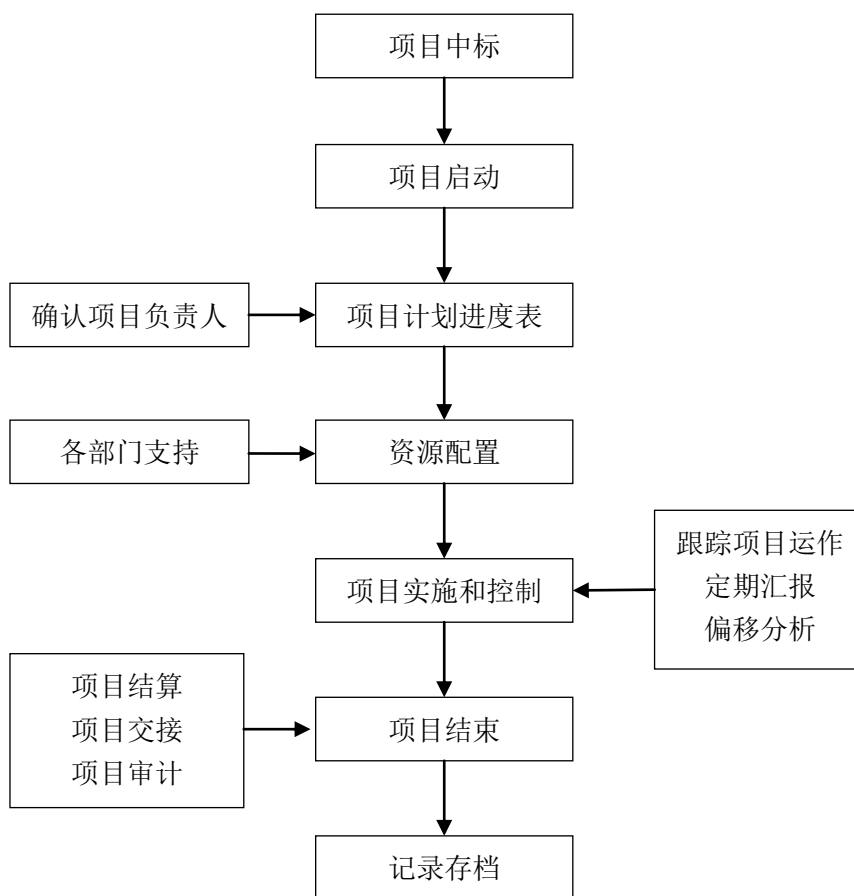 项目中标
项目启动
确认项目负责人
项目计划进度表
各部门支持
资源配置
跟踪项目运作
定期汇报
偏移分析
项目实施和控制
项目结算
项目交接
项目审计
项目结束
记录存档